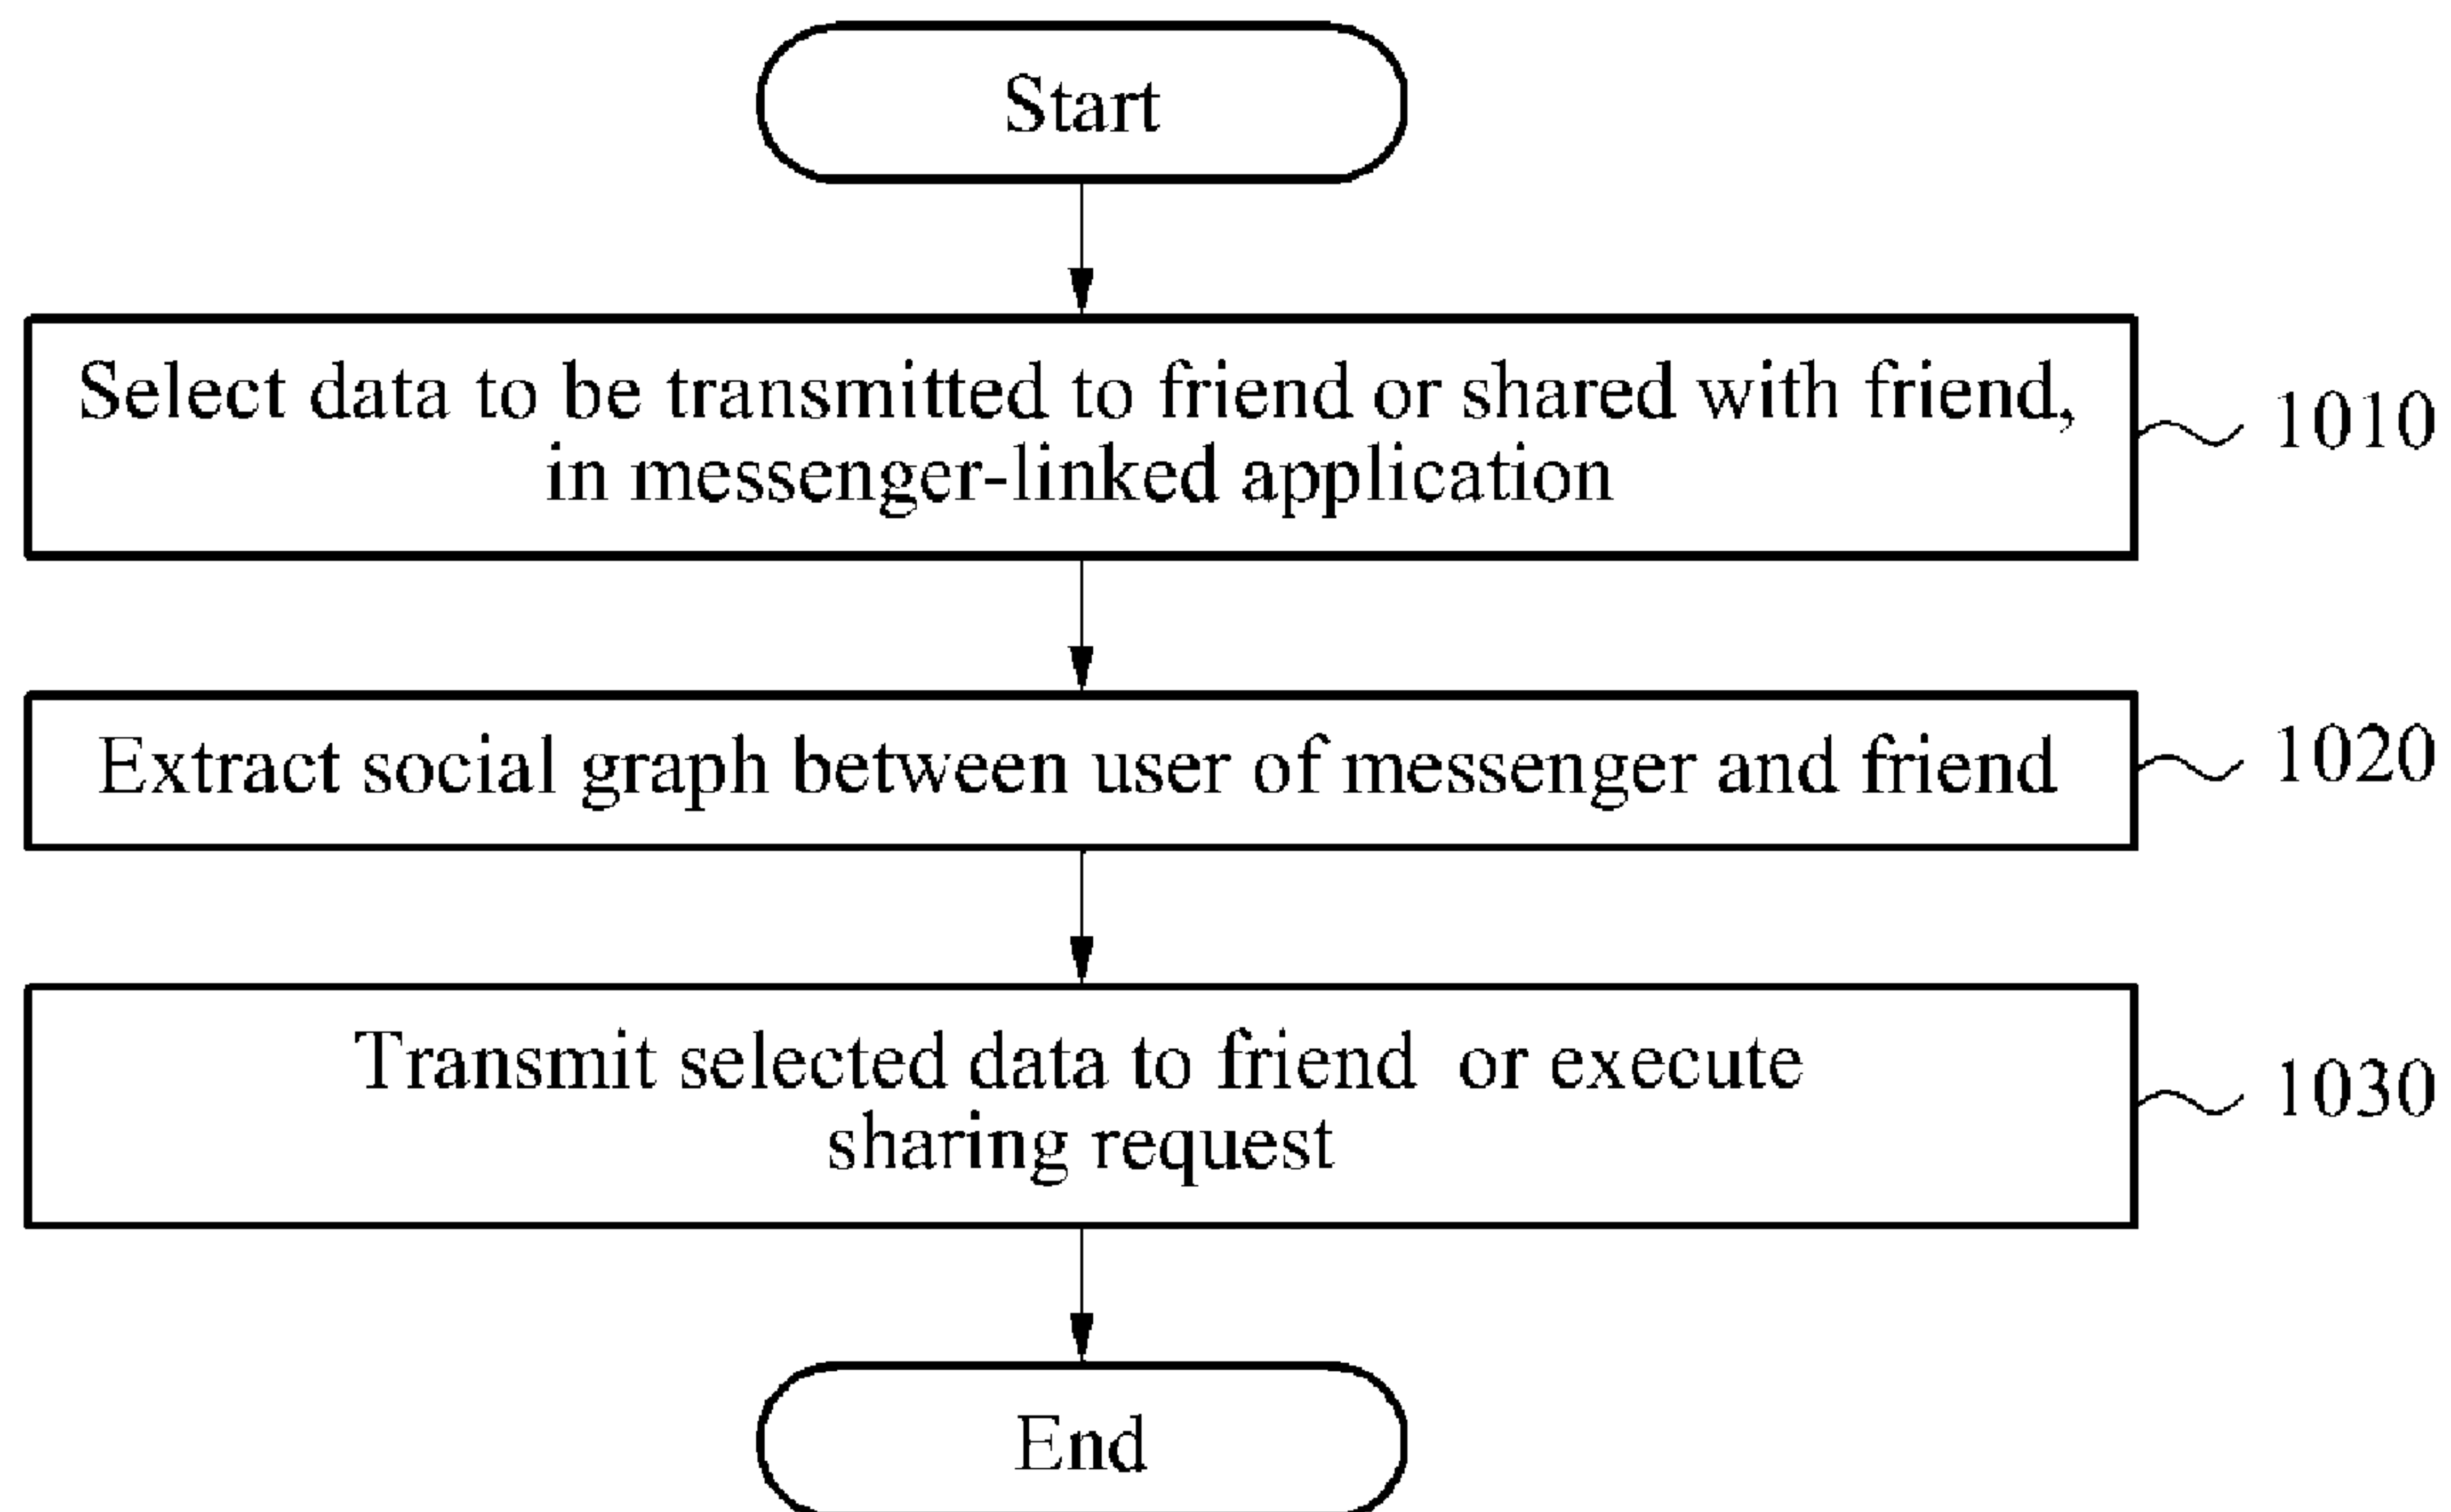 Start
Select data to be transmitted to friend or shared with friend,
in messenger-linked application
1010
Extract social graph between user of messenger and friend
1020
Transmit selected data to friend or execute
sharing request
1030
End